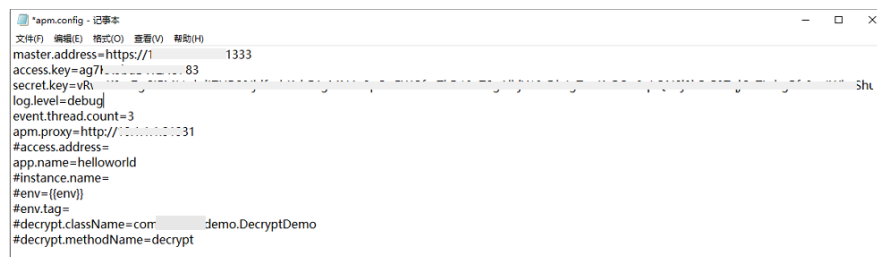 *apm.config - 记事本
文件(F) 编辑(E) 格式(O) 查看(V) 帮助(H)
master.address=https://1 1333
access.key=ag7 83
secret.key=vR
log.level=debug
event.thread.count=3
apm.proxy=http:// 31
#access.address=
app.name=helloworld
#instance.name=
#env={{env}}
#env.tag=
#decrypt.className=com demo.DecryptDemo
#decrypt.methodName=decrypt